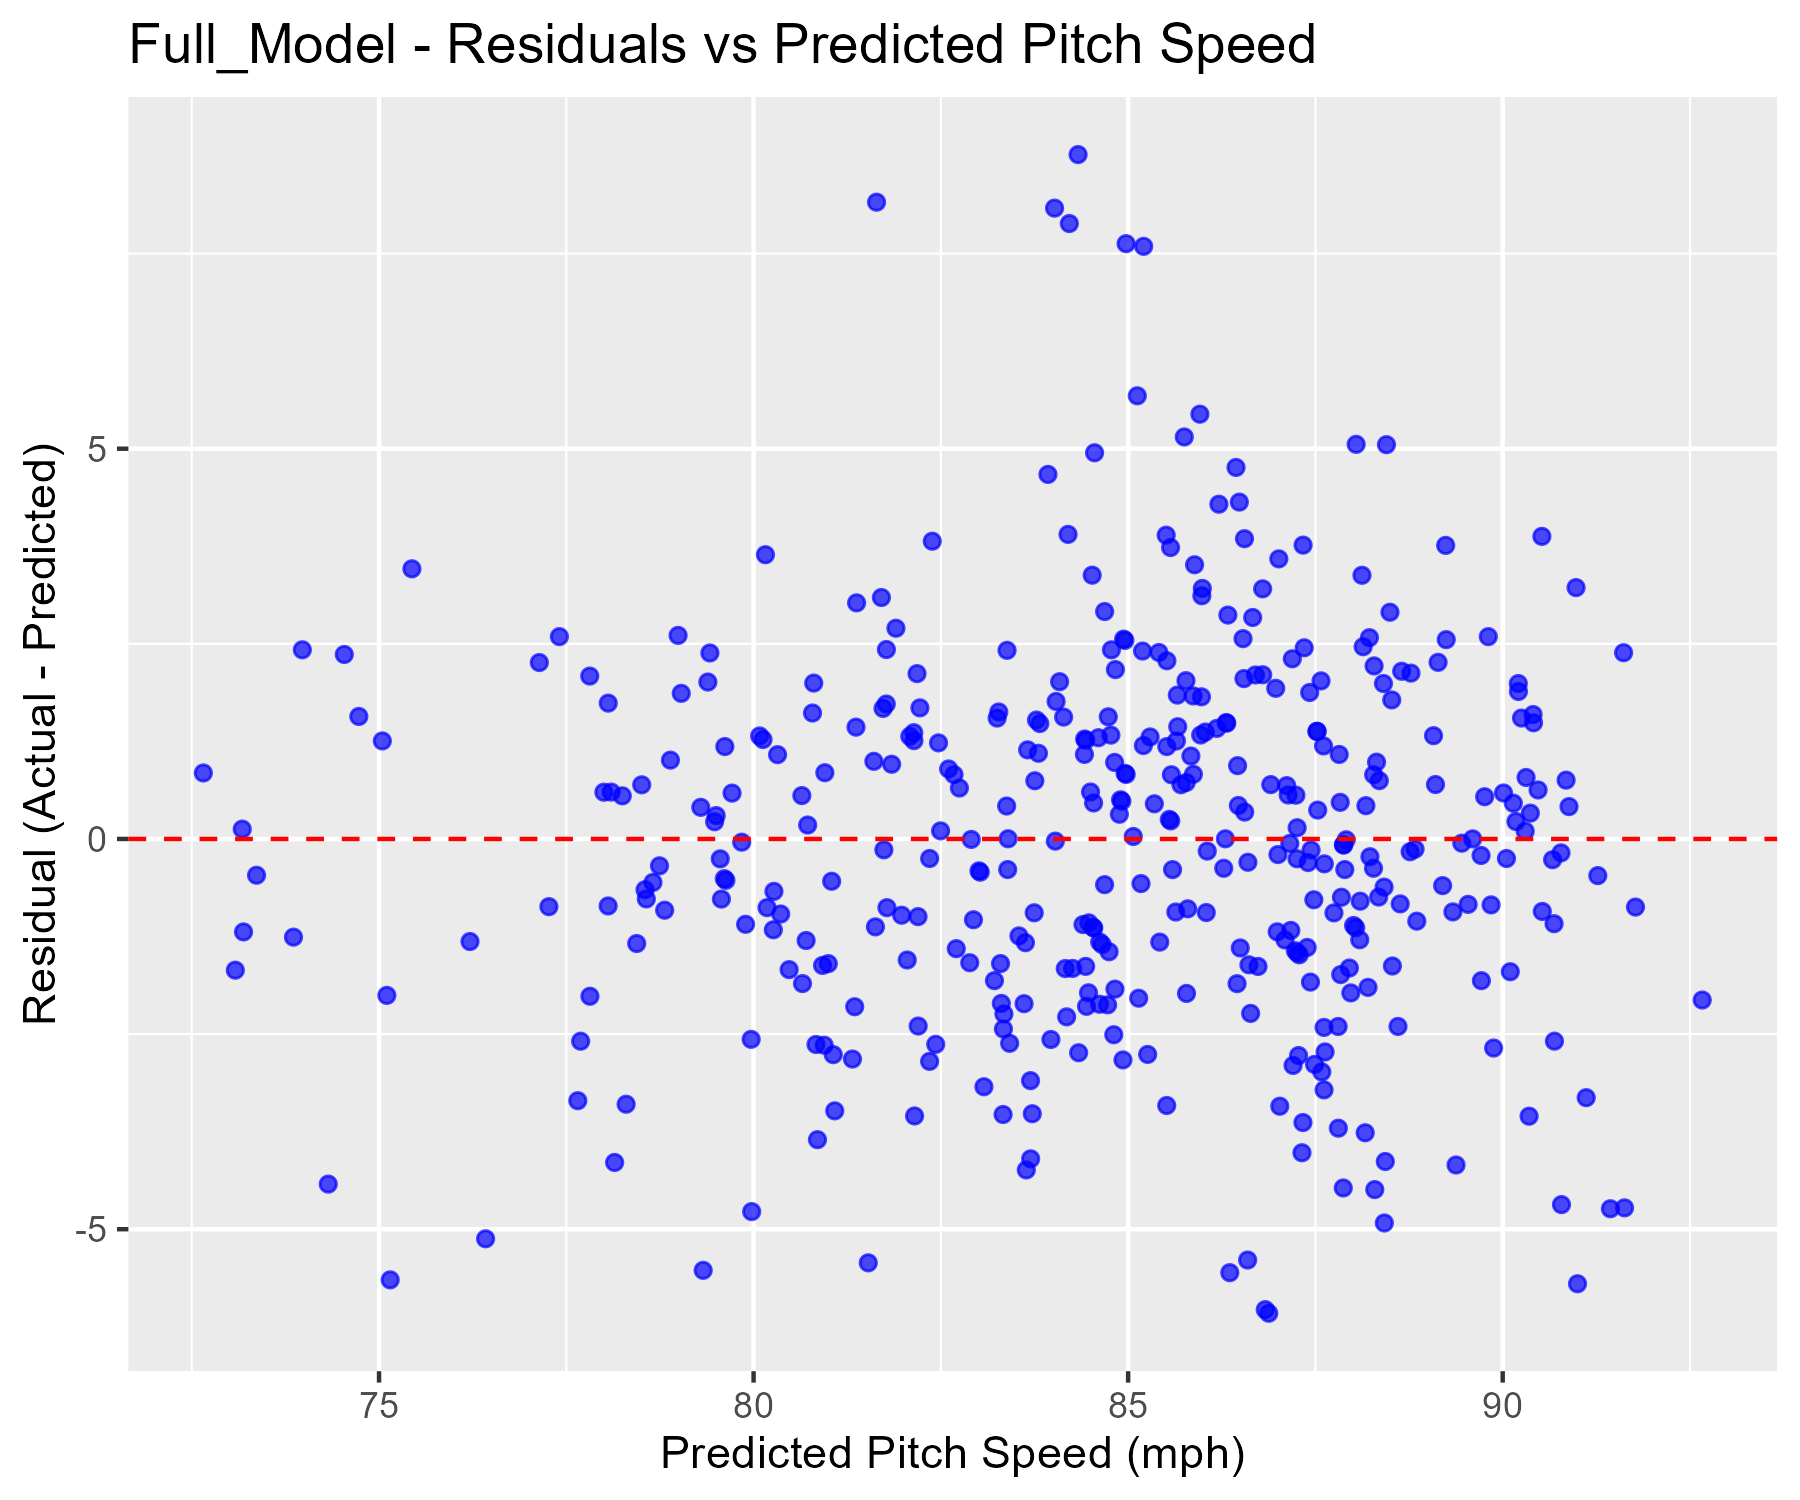 Full_Model - Residuals vs Predicted Pitch Speed
Residual (Actual - Predicted)
5
0
-5
75 80 85 90
Predicted Pitch Speed (mph)